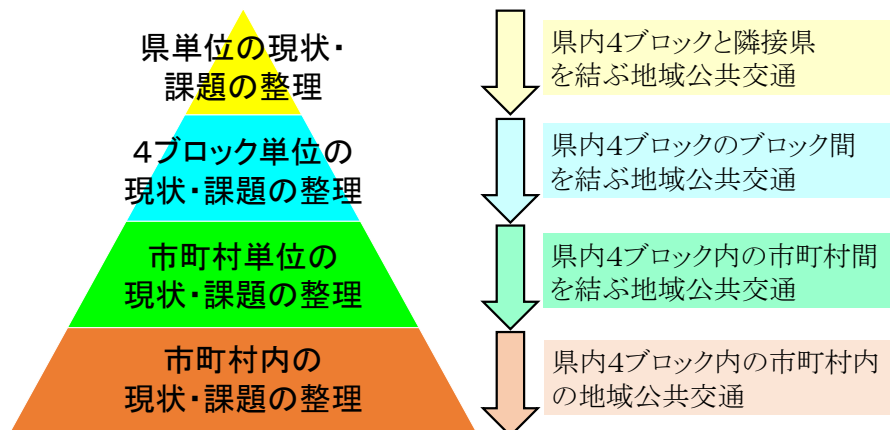 県単位の現状・
課題の整理
県内4ブロックと隣接県
を結ぶ地域公共交通
4ブロック単位の
現状・課題の整理
県内4ブロックのブロック間
を結ぶ地域公共交通
市町村単位の
現状・課題の整理
県内4ブロック内の市町村間
を結ぶ地域公共交通
市町村内の
現状・課題の整理
県内4ブロック内の市町村内
の地域公共交通